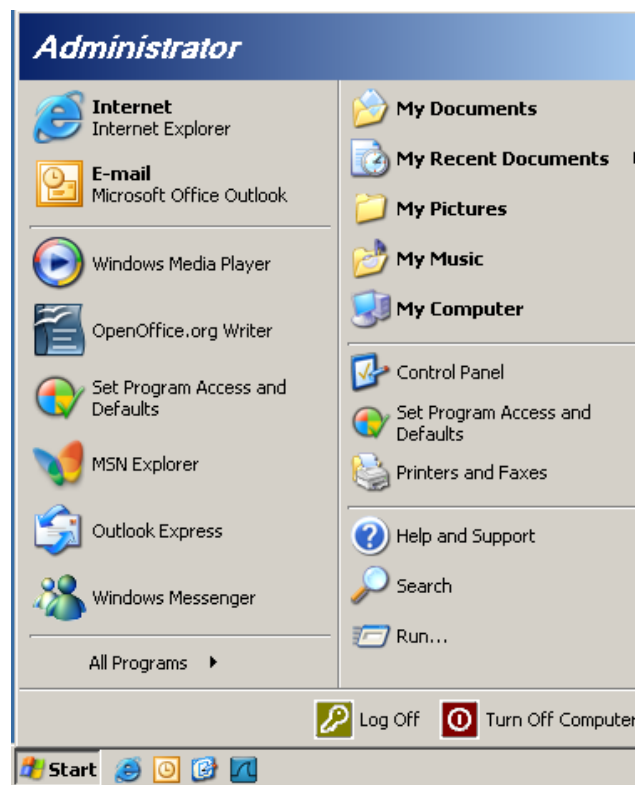 Administrator
Internet
Internet Explorer
E-mail
Microsoft Office Outlook
Windows Media Player
OpenOffice.org Writer
Set Program Access and
Defaults
MSN Explorer
Outlook Express
Windows Messenger
All Programs
My Documents
My Recent Documents
My Pictures
My Music
My Computer
Control Panel
Set Program Access and
Defaults
Printers and Faxes
Help and Support
Search
Run...
Log Off
Turn Off Computer
Start